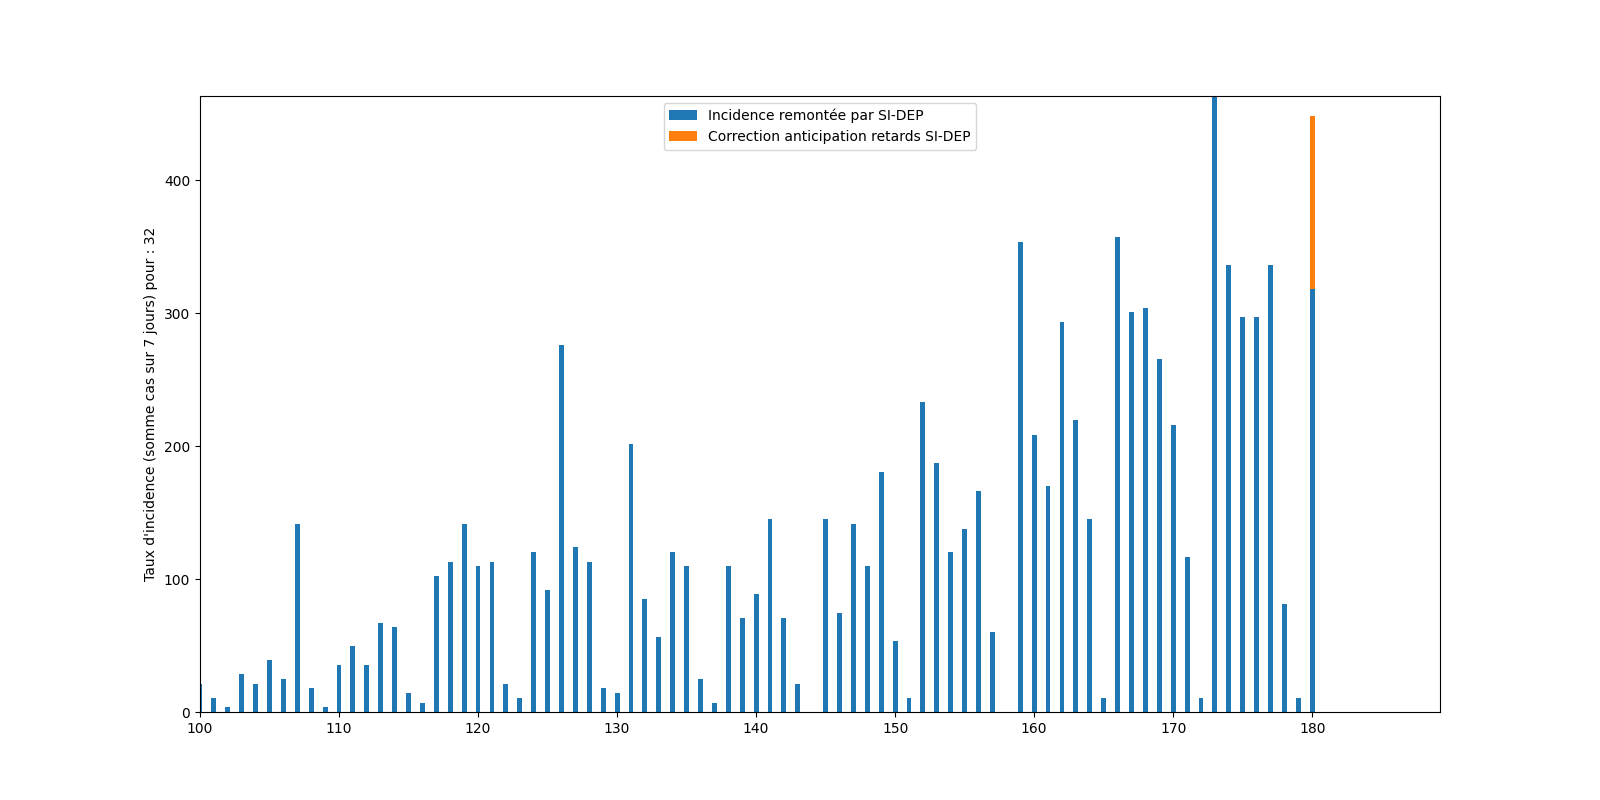 Incidence remontée par SI-DEP
Correction anticipation retards SI-DEP
Taux d'incidence (somme cas sur 7 jours) pour : 32
400
300
200
100
0
100 110 120 130 140 150 160 170 180